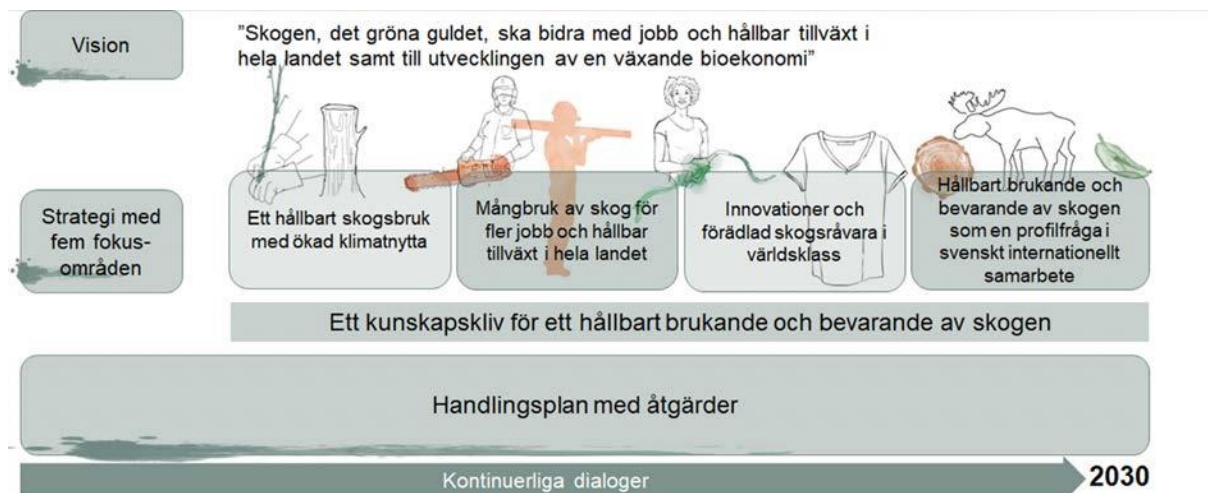 Vision
"Skogen, det gröna guldet, ska bidra med jobb och hållbar tillväxt i
hela landet samt till utvecklingen av en växande bioekonomi"
Strategi med
fem fokus-
områden
Ett hållbart skogsbruk
med ökad klimatnytta
Mångbruk av skog för
fler jobb och hållbar
tillväxt i hela landet
Innovationer och
förädlad skogsråvara i
världsklass
Hållbart brukande och
bevarande av skogen
som en profilfråga i
svenskt internationellt
samarbete
Ett kunskapskliv för ett hållbart brukande och bevarande av skogen
Handlingsplan med åtgärder
Kontinuerliga dialoger
2030